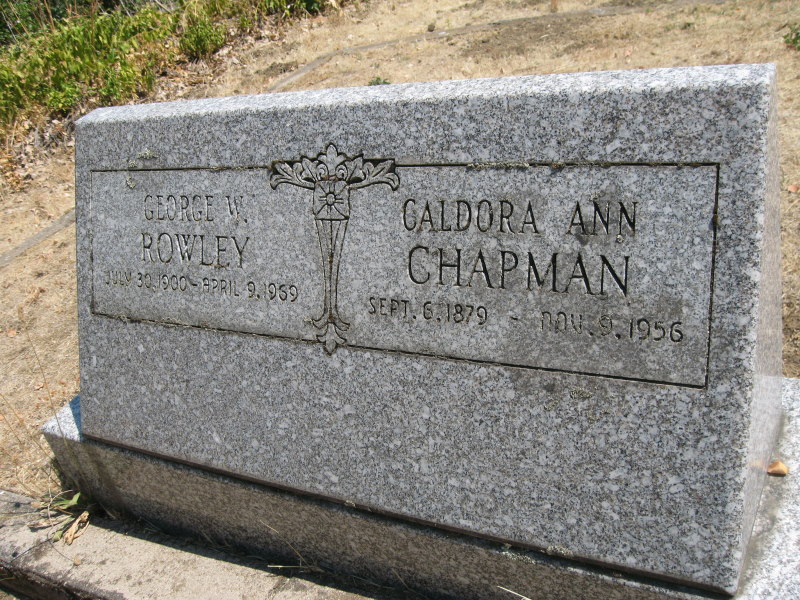 GEORGE W.
ROWLEY
JULY 30, 1900 - APRIL 9, 1969
CALDORA ANN
CHAPMAN
SEPT. 6, 1879 - NOV. 9, 1956